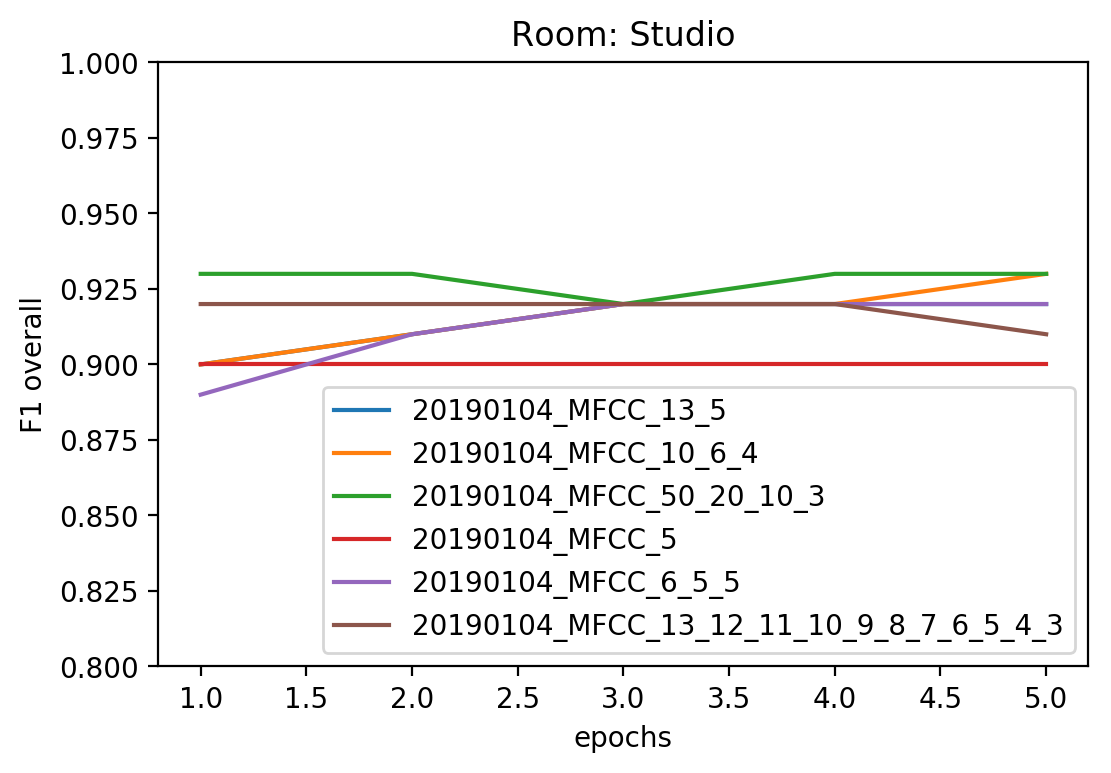 Room: Studio
1.000
0.975
0.950
0.925
0.900
0.875
0.850
0.825
0.800
F1 overall
20190104_MFCC_13_5
20190104_MFCC_10_6_4
20190104_MFCC_50_20_10_3
20190104_MFCC_5
20190104_MFCC_6_5_5
20190104_MFCC_13_12_11_10_9_8_7_6_5_4_3
1.0 1.5 2.0 2.5 3.0 3.5 4.0 4.5 5.0
epochs